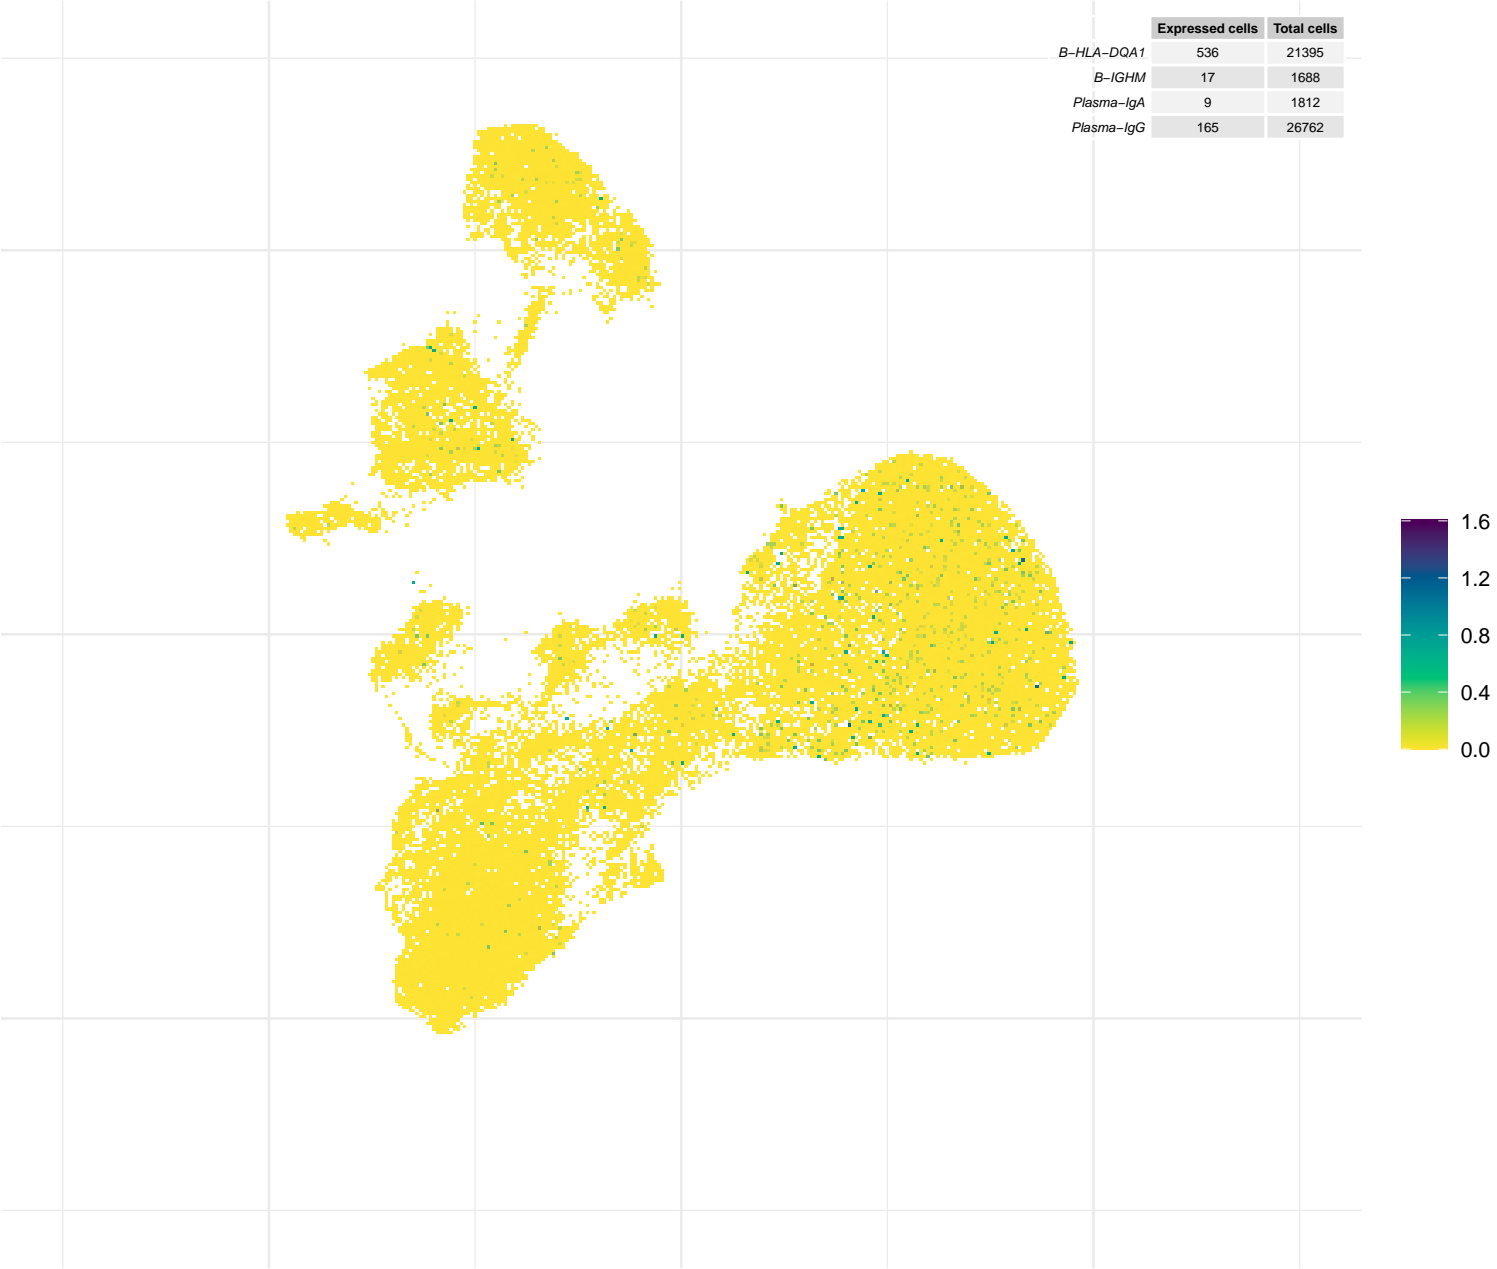 Expressed cells Total cells
B−HLA−DQA1 536 21395
B−IGHM 17 1688
Plasma−IgA 9 1812
Plasma−IgG 165 26762
1.6
1.2
0.8
0.4
0.0